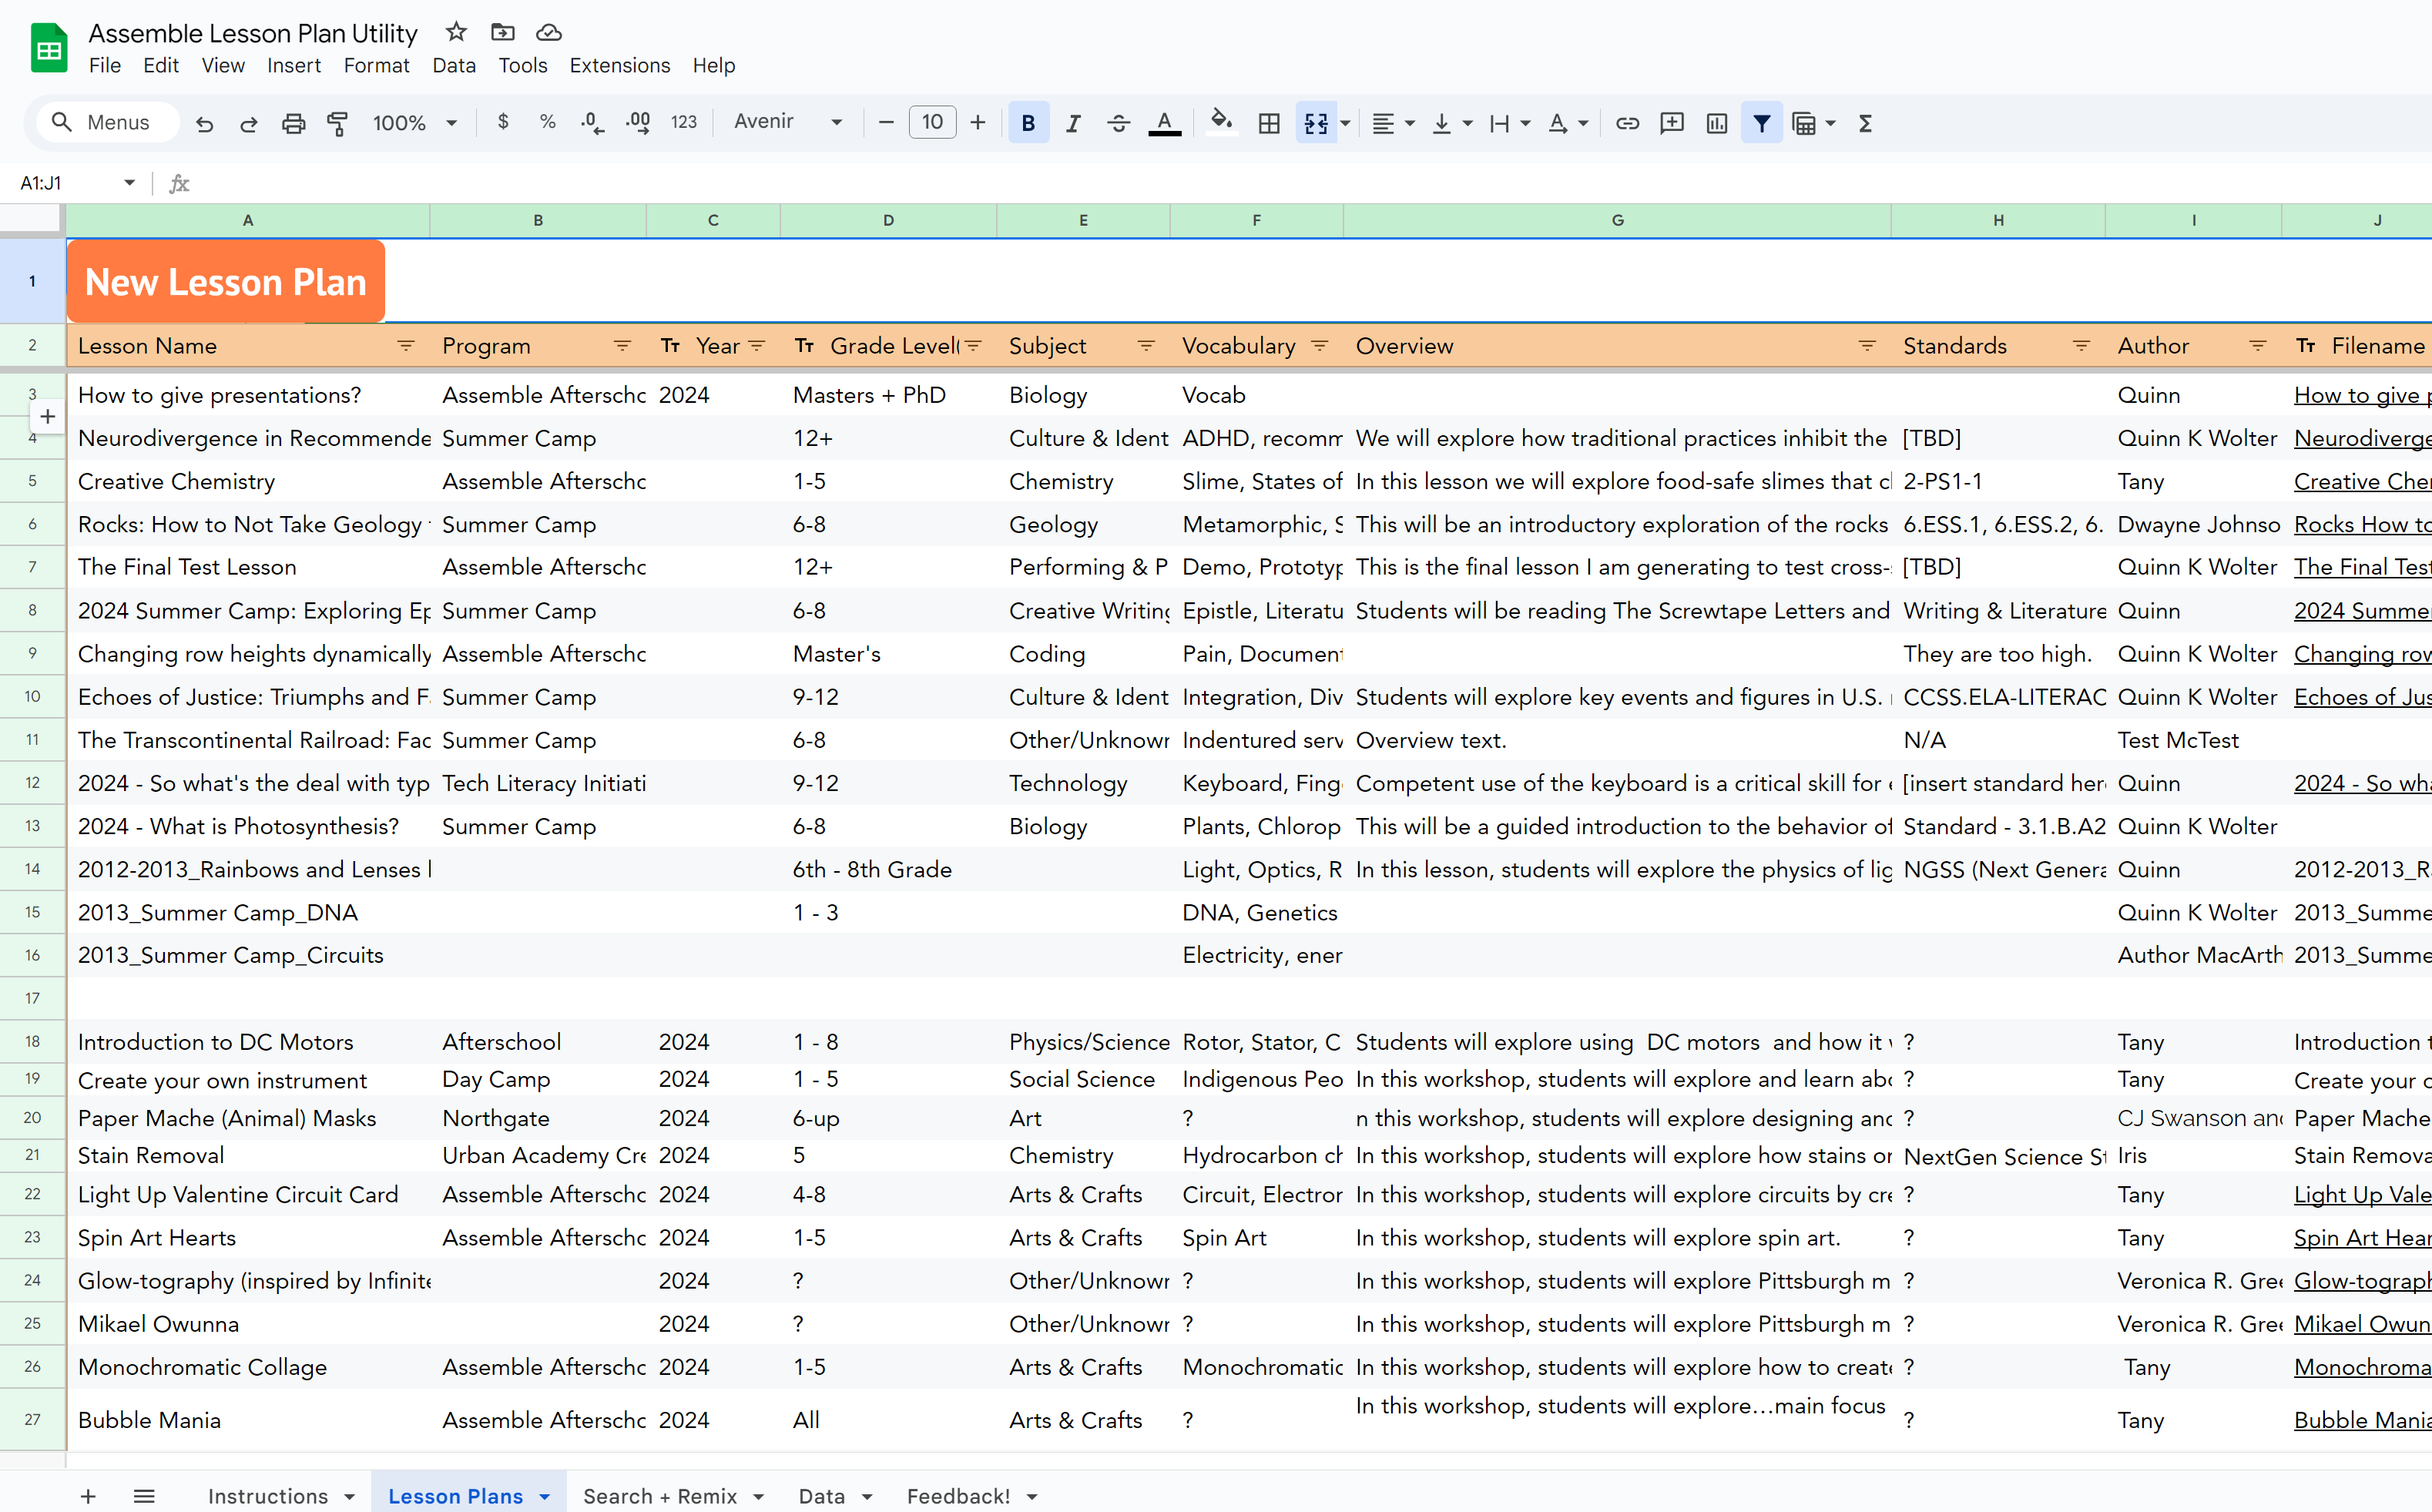 Assemble Lesson Plan Utility
File Edit View Insert Format Data Tools Extensions Help
Menus 100% $ % .0 .00 123 Avenir 10 B I A Σ
A1:J1 fx
A B C D E F G H I J
1 New Lesson Plan
2 Lesson Name Program Tт Year Tт Grade Level( Subject Vocabulary Overview Standards Author Tт Filename
3 How to give presentations? Assemble Afterschc 2024 Masters + PhD Biology Vocab Quinn How to give p
4 Neurodivergence in Recommende Summer Camp 12+ Culture & Ident ADHD, recomm We will explore how traditional practices inhibit the [TBD] Quinn K Wolter Neurodiverge
5 Creative Chemistry Assemble Afterschc 1-5 Chemistry Slime, States of In this lesson we will explore food-safe slimes that cl 2-PS1-1 Tany Creative Cher
6 Rocks: How to Not Take Geology Summer Camp 6-8 Geology Metamorphic, S This will be an introductory exploration of the rocks 6.ESS.1, 6.ESS.2, 6. Dwayne Johnso Rocks How to
7 The Final Test Lesson Assemble Afterschc 12+ Performing & P Demo, Prototyp This is the final lesson I am generating to test cross- [TBD] Quinn K Wolter The Final Test
8 2024 Summer Camp: Exploring Ep Summer Camp 6-8 Creative Writing Epistle, Literatu Students will be reading The Screwtape Letters and Writing & Literature Quinn 2024 Summer
9 Changing row heights dynamically Assemble Afterschc Master's Coding Pain, Document They are too high. Quinn K Wolter Changing row
10 Echoes of Justice: Triumphs and F Summer Camp 9-12 Culture & Ident Integration, Div Students will explore key events and figures in U.S. CCSS.ELA-LITERAC Quinn K Wolter Echoes of Jus
11 The Transcontinental Railroad: Fac Summer Camp 6-8 Other/Unknown Indentured serv Overview text. N/A Test McTest
12 2024 - So what's the deal with typ Tech Literacy Initiati 9-12 Technology Keyboard, Fing Competent use of the keyboard is a critical skill for [insert standard her Quinn 2024 - So wha
13 2024 - What is Photosynthesis? Summer Camp 6-8 Biology Plants, Chlorop This will be a guided introduction to the behavior of Standard - 3.1.B.A2 Quinn K Wolter
14 2012-2013_Rainbows and Lenses 6th - 8th Grade Light, Optics, R In this lesson, students will explore the physics of lig NGSS (Next Genera Quinn 2012-2013_R
15 2013_Summer Camp_DNA 1 - 3 DNA, Genetics Quinn K Wolter 2013_Summe
16 2013_Summer Camp_Circuits Electricity, ener Author MacArth 2013_Summe
17
18 Introduction to DC Motors Afterschool 2024 1 - 8 Physics/Science Rotor, Stator, C Students will explore using DC motors and how it ? Tany Introduction t
19 Create your own instrument Day Camp 2024 1 - 5 Social Science Indigenous Peo In this workshop, students will explore and learn abc ? Tany Create your c
20 Paper Mache (Animal) Masks Northgate 2024 6-up Art ? n this workshop, students will explore designing anc ? CJ Swanson anc Paper Mache
21 Stain Removal Urban Academy Cre 2024 5 Chemistry Hydrocarbon ch In this workshop, students will explore how stains or NextGen Science St Iris Stain Remova
22 Light Up Valentine Circuit Card Assemble Afterschc 2024 4-8 Arts & Crafts Circuit, Electror In this workshop, students will explore circuits by cre ? Tany Light Up Vale
23 Spin Art Hearts Assemble Afterschc 2024 1-5 Arts & Crafts Spin Art In this workshop, students will explore spin art. ? Tany Spin Art Hear
24 Glow-tography (inspired by Infinite 2024 ? Other/Unknown ? In this workshop, students will explore Pittsburgh m ? Veronica R. Gree Glow-tograph
25 Mikael Owunna 2024 ? Other/Unknown ? In this workshop, students will explore Pittsburgh m ? Veronica R. Gree Mikael Owun
26 Monochromatic Collage Assemble Afterschc 2024 1-5 Arts & Crafts Monochromatic In this workshop, students will explore how to create ? Tany Monochroma
27 Bubble Mania Assemble Afterschc 2024 All Arts & Crafts ? In this workshop, students will explore...main focus ? Tany Bubble Mania
Instructions Lesson Plans Search + Remix Data Feedback!